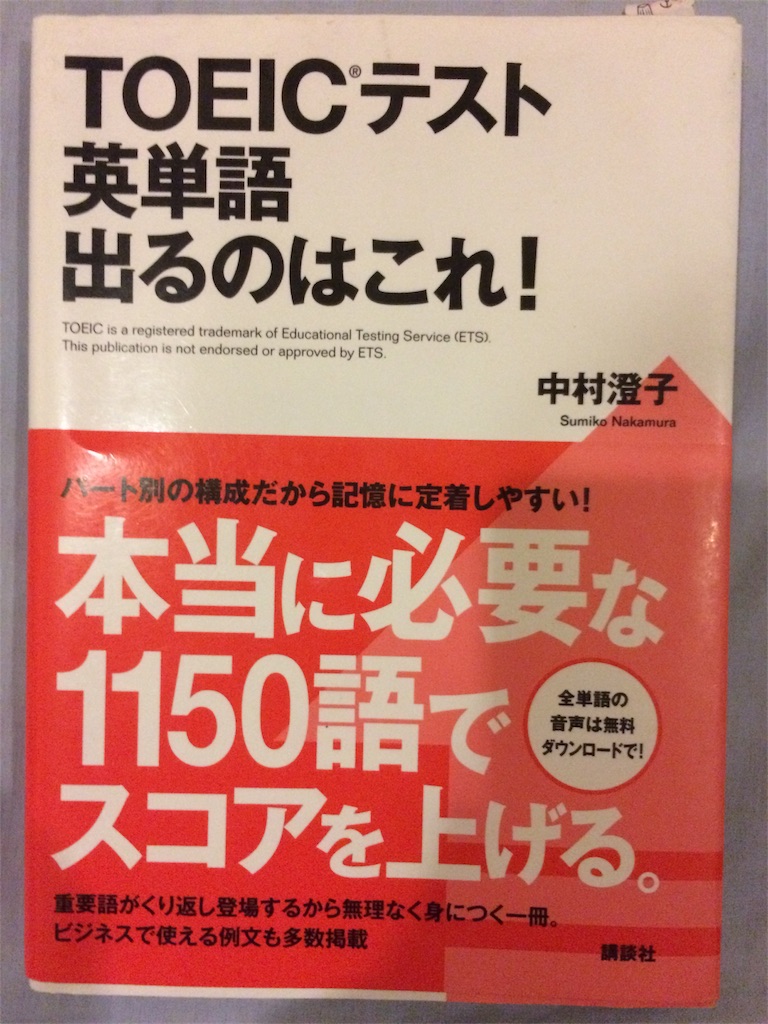 TOEIC®テスト
英単語
出るのはこれ!
TOEIC is a registered trademark of Educational Testing Service (ETS).
This publication is not endorsed or approved by ETS.
中村澄子
Sumiko Nakamura
パート別の構成だから記憶に定着しやすい!
本当に必要な
1150語で
スコアを上げる。
全単語の
音声は無料
ダウンロードで!
重要語がくり返し登場するから無理なく身につく一冊。
ビジネスで使える例文も多数掲載
講談社